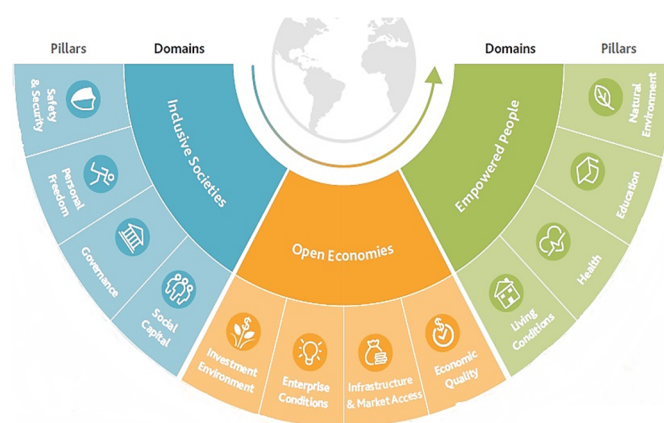 Pillars
Domains
Domains
Pillars
Safety
& Security
Personal
Freedom
Governance
Social
Capital
Inclusive Societies
Open Economies
Investment
Environment
Enterprise
Conditions
Infrastructure
& Market Access
Economic
Quality
Empowered People
Living
Conditions
Health
Education
Natural
Environment